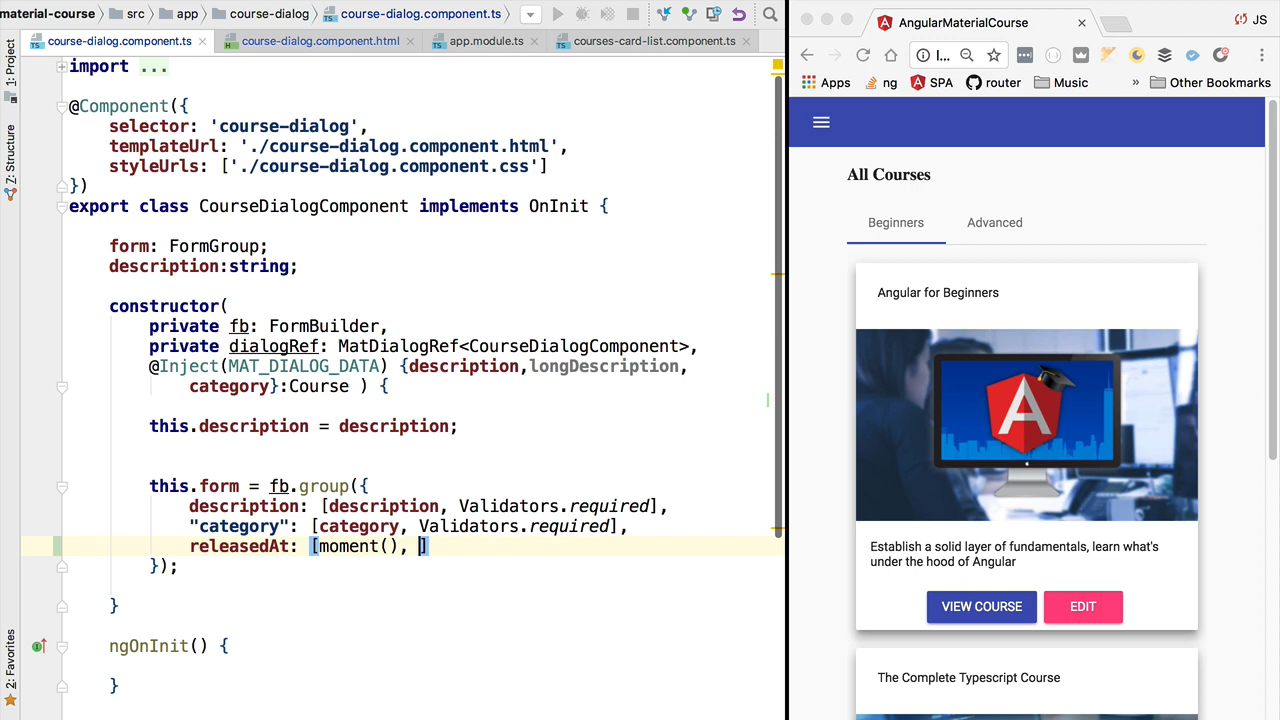 -material-course src app course-dialog course-dialog.component.ts
course-dialog.component.ts course-dialog.component.html app.module.ts courses-card-list.component.ts
1: Project
Z: Structure
2: Favorites
import ...
@Component({
selector: 'course-dialog',
templateUrl: './course-dialog.component.html',
styleUrls: ['./course-dialog.component.css']
})
export class CourseDialogComponent implements OnInit {
form: FormGroup;
description:string;
constructor(
private fb: FormBuilder,
private dialogRef: MatDialogRef<CourseDialogComponent>,
@Inject(MAT_DIALOG_DATA) {description,longDescription,
category}:Course ) {
this.description = description;
this.form = fb.group({
description: [description, Validators.required],
"category": [category, Validators.required],
releasedAt: [moment(), ]
});
}
ngOnInit() {
}
AngularMaterialCourse
JS
l...
Apps ng SPA router Music » Other Bookmarks
All Courses
Beginners Advanced
Angular for Beginners
A
Establish a solid layer of fundamentals, learn what's
under the hood of Angular
VIEW COURSE EDIT
The Complete Typescript Course